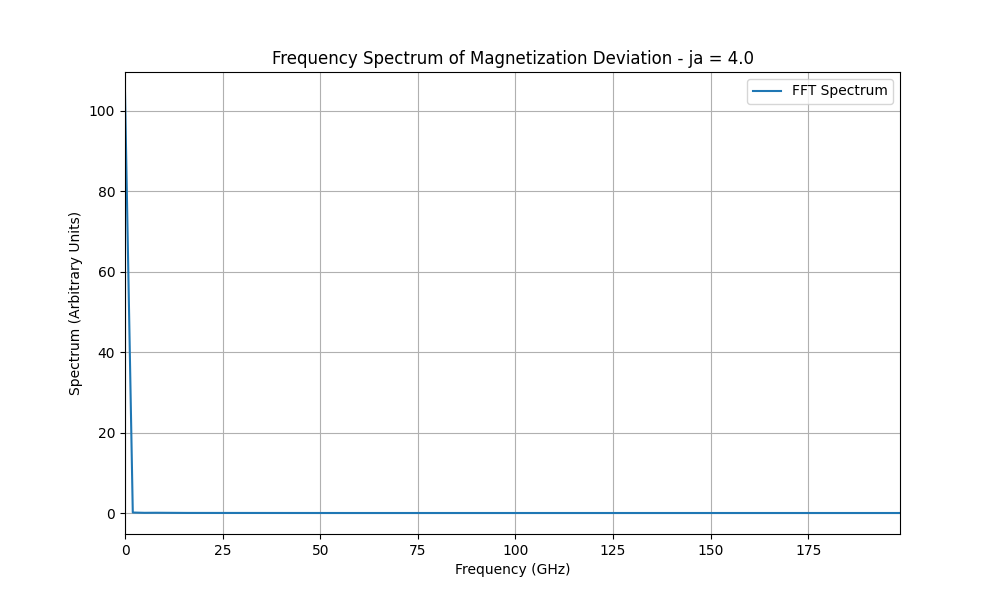 Frequency Spectrum of Magnetization Deviation - ja = 4.0
FFT Spectrum
Spectrum (Arbitrary Units)
100
80
60
40
20
0
0 25 50 75 100 125 150 175
Frequency (GHz)